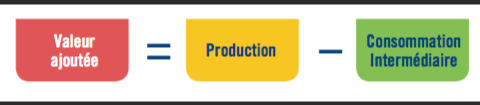 Valeur
ajoutée
=
Production
–
Consommation
Intermédiaire